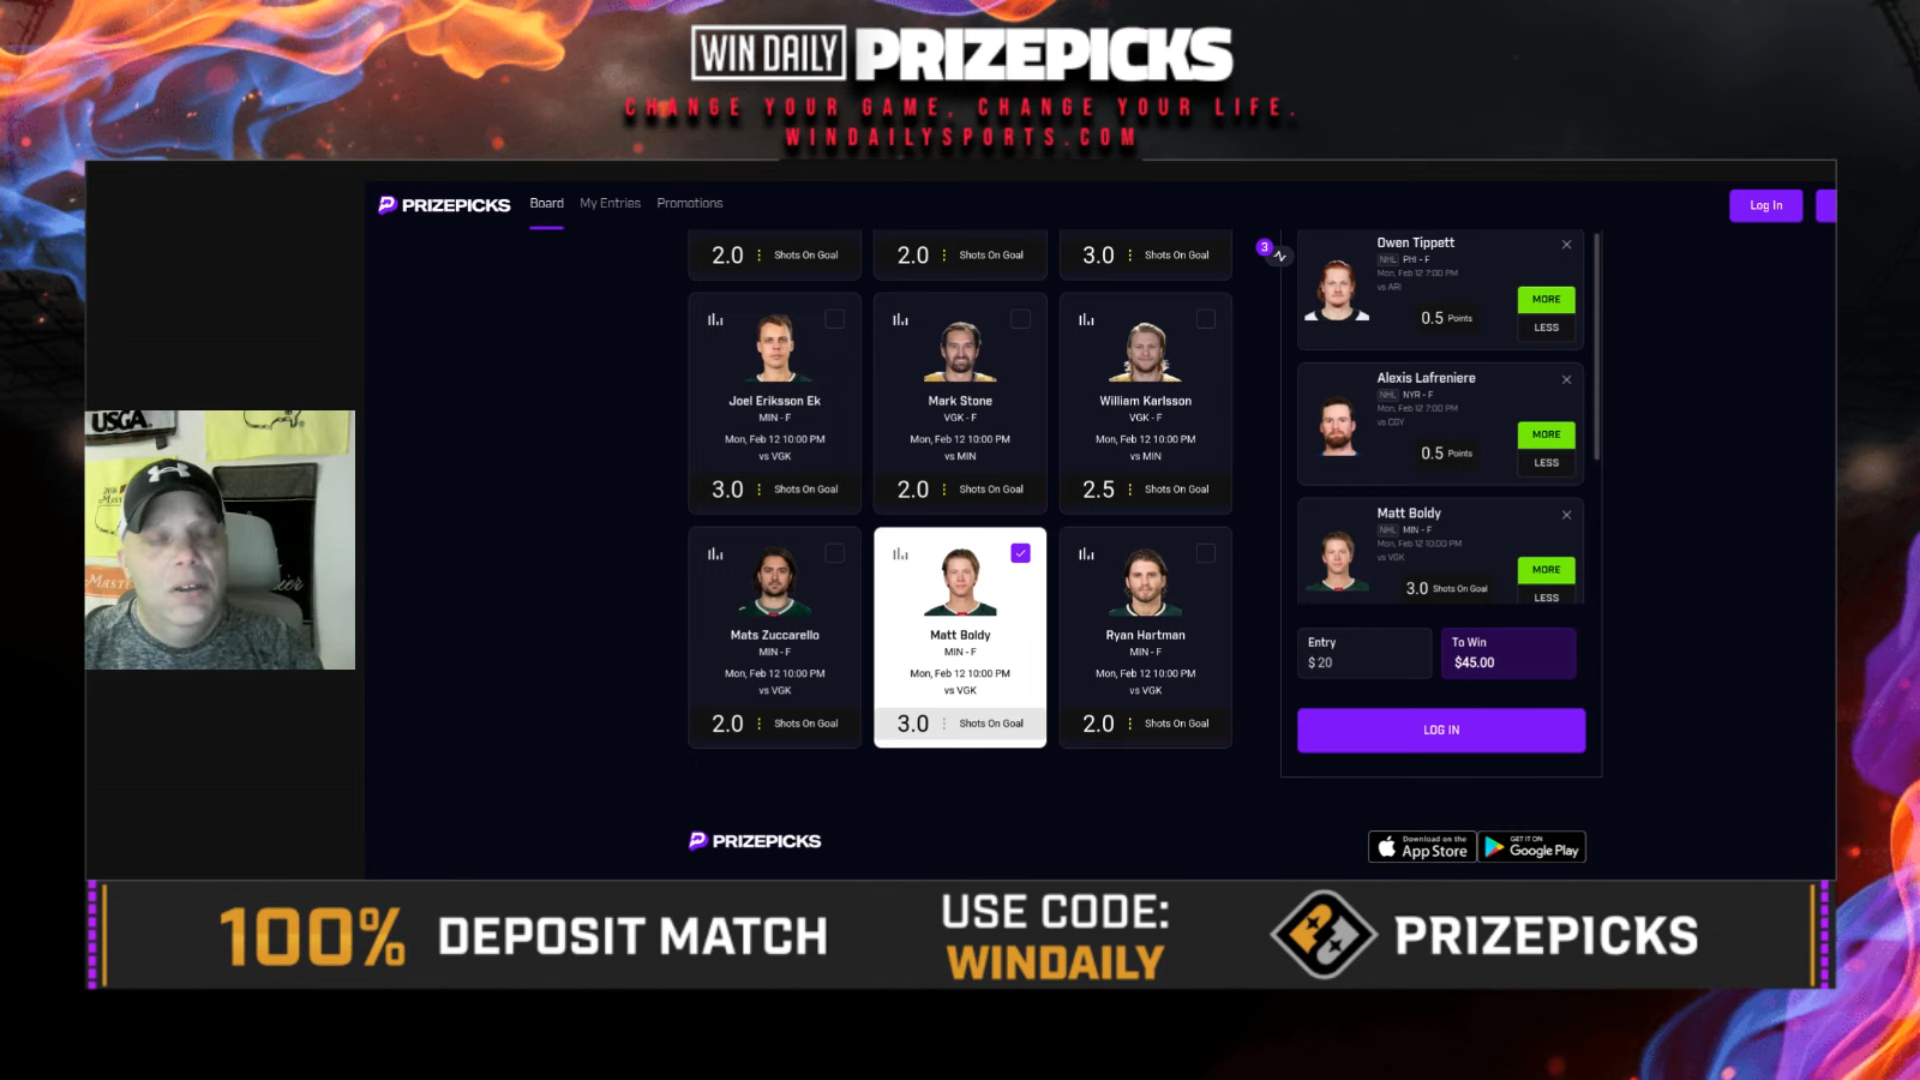 WIN DAILY PRIZEPICKS
CHANGE YOUR GAME, CHANGE YOUR LIFE.
WINDAILYSPORTS.COM
PRIZEPICKS Board My Entries Promotions Log In
2.0 Shots On Goal 2.0 Shots On Goal 3.0 Shots On Goal
Joel Eriksson Ek
MIN - F
Mon, Feb 12 10:00 PM
vs VGK
3.0 Shots On Goal
Mark Stone
VGK - F
Mon, Feb 12 10:00 PM
vs MIN
2.0 Shots On Goal
William Karlsson
VGK - F
Mon, Feb 12 10:00 PM
vs MIN
2.5 Shots On Goal
Mats Zuccarello
MIN - F
Mon, Feb 12 10:00 PM
vs VGK
2.0 Shots On Goal
Matt Boldy
MIN - F
Mon, Feb 12 10:00 PM
vs VGK
3.0 Shots On Goal
Ryan Hartman
MIN - F
Mon, Feb 12 10:00 PM
vs VGK
2.0 Shots On Goal
3
Owen Tippett
NHL PHI - F
Mon, Feb 12 7:00 PM
vs ARI
0.5 Points
MORE
LESS
Alexis Lafreniere
NHL NYR - F
Mon, Feb 12 7:00 PM
vs CGY
0.5 Points
MORE
LESS
Matt Boldy
NHL MIN - F
Mon, Feb 12 10:00 PM
vs VGK
3.0 Shots On Goal
MORE
LESS
Entry
$ 20
To Win
$45.00
LOG IN
PRIZEPICKS
Download on the
App Store
GET IT ON
Google Play
USGA
100% DEPOSIT MATCH
USE CODE:
WINDAILY
PRIZEPICKS